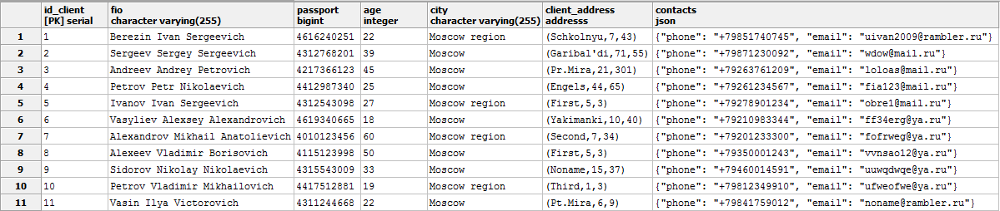 id_client fio passport age city client_address contacts
[PK] serial character varying(255) bigint integer character varying(255) addresss json
1 1 Berezin Ivan Sergeevich 4616240251 22 Moscow region (Schkolnyu,7,43) {"phone": "+79851740745", "email": "uivan2009@rambler.ru"}
2 2 Sergeev Sergey Sergeevich 4312768201 39 Moscow (Garibal'di,71,55) {"phone": "+79871230092", "email": "wdow@mail.ru"}
3 3 Andreev Andrey Petrovich 4217366123 45 Moscow (Pr.Mira,21,301) {"phone": "+79263761209", "email": "loloas@mail.ru"}
4 4 Petrov Petr Nikolaevich 4412987340 25 Moscow (Engels,44,65) {"phone": "+79261234567", "email": "fia123@mail.ru"}
5 5 Ivanov Ivan Sergeevich 4312543098 27 Moscow region (First,5,3) {"phone": "+79278901234", "email": "obre1@mail.ru"}
6 6 Vasyliev Alexsey Alexandrovich 4619340665 18 Moscow (Yakimanki,10,40) {"phone": "+79210983344", "email": "ff34erg@ya.ru"}
7 7 Alexandrov Mikhail Anatolievich 4010123456 60 Moscow region (Second,7,34) {"phone": "+79201233300", "email": "fofrweg@ya.ru"}
8 8 Alexeev Vladimir Borisovich 4115123998 50 Moscow (First,5,3) {"phone": "+79350001243", "email": "vvnsao12@ya.ru"}
9 9 Sidorov Nikolay Nikolaevich 4315543009 33 Moscow (Noname,15,37) {"phone": "+79460014591", "email": "uuwqdwqe@ya.ru"}
10 10 Petrov Vladimir Mikhailovich 4417512881 19 Moscow region (Third,1,3) {"phone": "+79812349910", "email": "ufweofwe@ya.ru"}
11 11 Vasin Ilya Victorovich 4311244668 22 Moscow (Pt.Mira,6,9) {"phone": "+79841759012", "email": "noname@rambler.ru"}